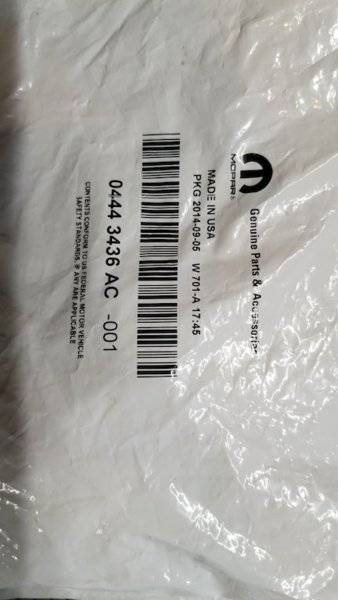 MOPAR®
Genuine Parts & Accessories
MADE IN USA
PKG 2014-09-05 W 701-A 17:45
0444 3436 AC -001
CONTENTS CONFORM TO US FEDERAL MOTOR VEHICLE
SAFETY STANDARDS, IF ANY ARE APPLICABLE